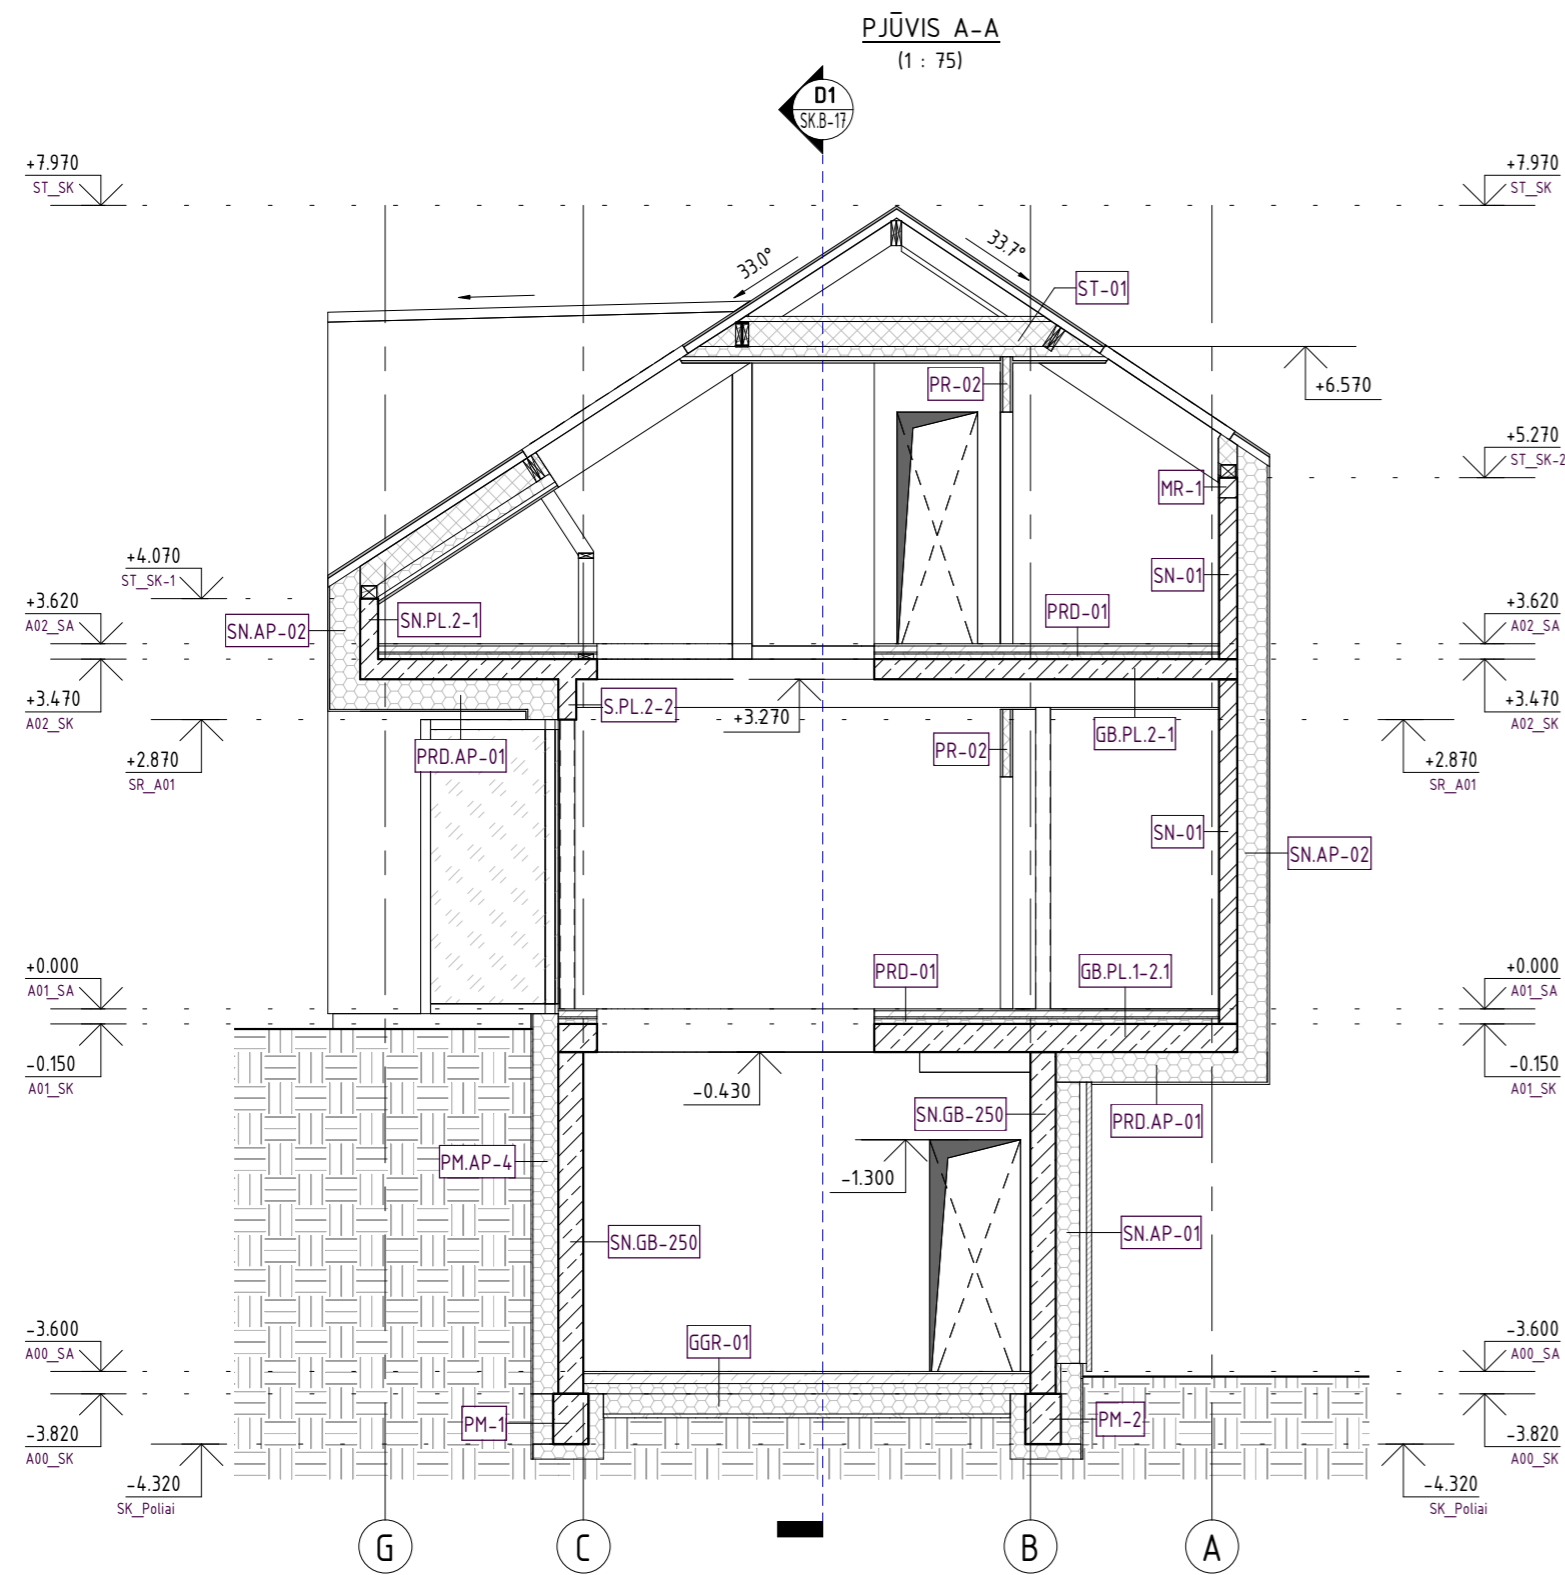 PJŪVIS A-A
(1 : 75)
D1
SK.B-17
+7.970
ST_SK
+7.970
ST_SK
33.0°
33.7°
ST-01
+6.570
PR-02
+5.270
ST_SK-2
MR-1
+4.070
ST_SK-1
SN-01
+3.620
A02_SA
SN.AP-02
SN.PL.2-1
PRD-01
+3.620
A02_SA
+3.470
A02_SK
S.PL.2-2
+3.270
GB.PL.2-1
+3.470
A02_SK
PRD.AP-01
PR-02
+2.870
SR_A01
+2.870
SR_A01
SN-01
SN.AP-02
+0.000
A01_SA
PRD-01
GB.PL.1-2.1
+0.000
A01_SA
-0.150
A01_SK
-0.430
-0.150
A01_SK
SN.GB-250
PRD.AP-01
PM.AP-4
-1.300
SN.GB-250
SN.AP-01
-3.600
A00_SA
GGR-01
-3.600
A00_SA
PM-1
PM-2
-3.820
A00_SK
-3.820
A00_SK
-4.320
SK_Poliai
-4.320
SK_Poliai
G
C
B
A